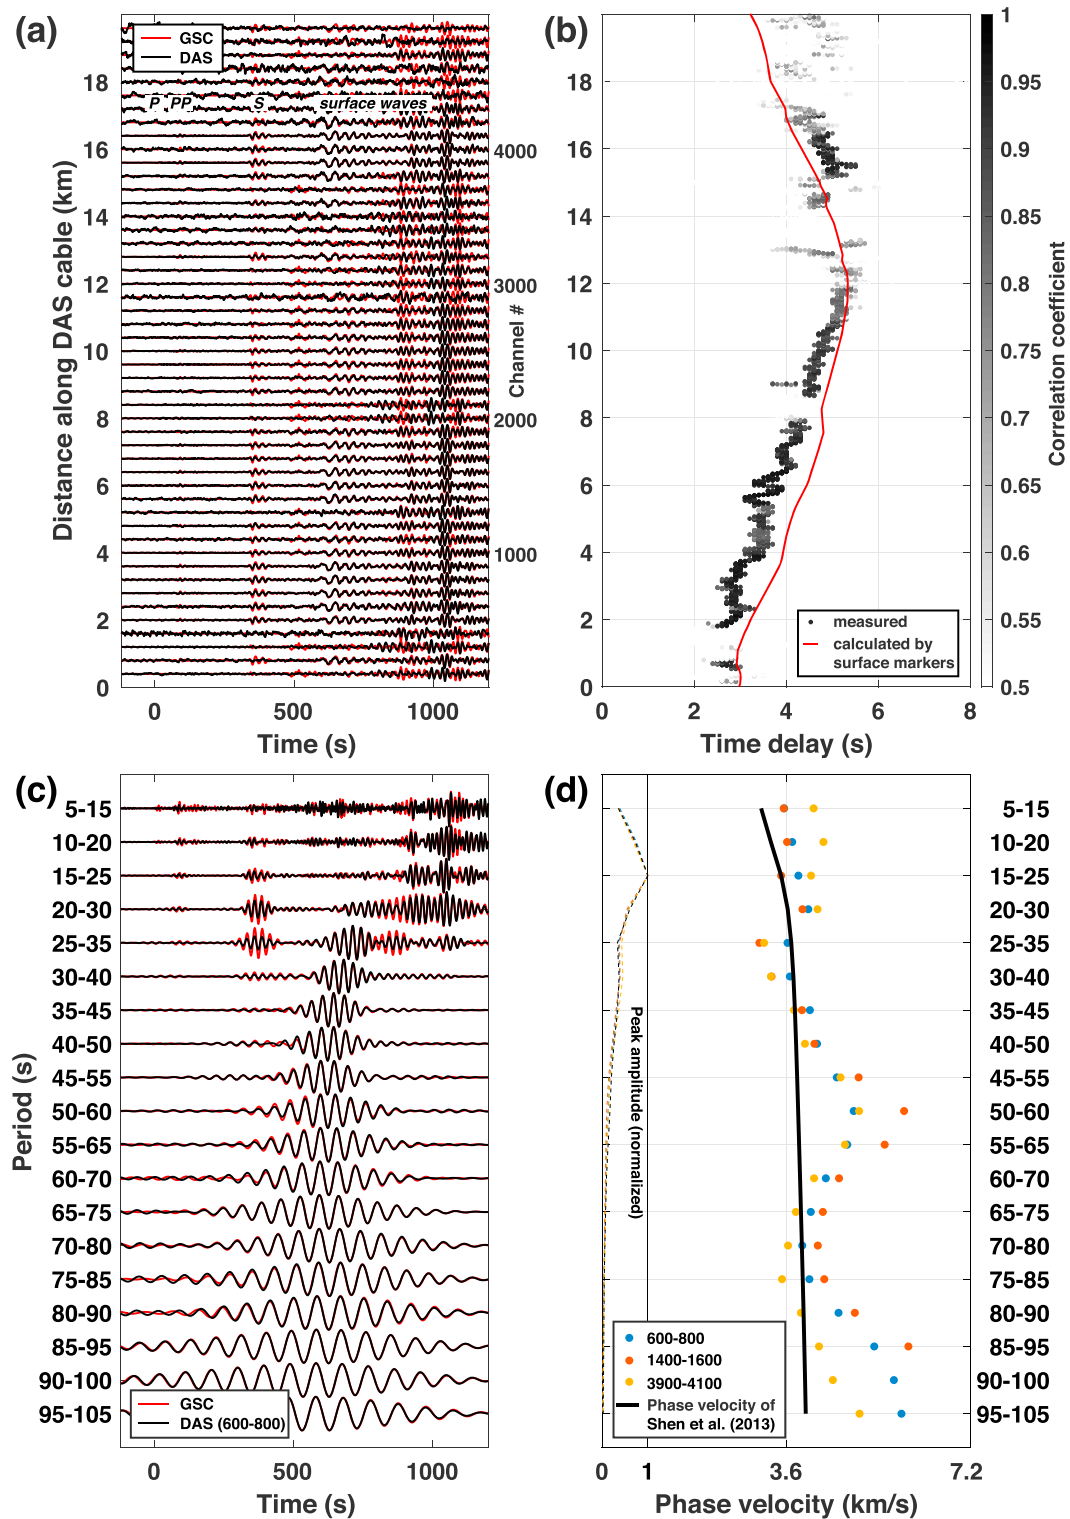 (a)
GSC
DAS
P PP S surface waves
Distance along DAS cable (km)
18
16
14
12
10
8
6
4
2
0
4000
3000
2000
1000
Channel #
0 500 1000
Time (s)
(b)
18
16
14
12
10
8
6
4
2
0
measured
calculated by
surface markers
0 2 4 6 8
Time delay (s)
1
0.95
0.9
0.85
0.8
0.75
0.7
0.65
0.6
0.55
0.5
Correlation coefficient
(c)
Period (s)
5-15
10-20
15-25
20-30
25-35
30-40
35-45
40-50
45-55
50-60
55-65
60-70
65-75
70-80
75-85
80-90
85-95
90-100
95-105
GSC
DAS (600-800)
0 500 1000
Time (s)
(d)
Peak amplitude (normalized)
5-15
10-20
15-25
20-30
25-35
30-40
35-45
40-50
45-55
50-60
55-65
60-70
65-75
70-80
75-85
80-90
85-95
90-100
95-105
600-800
1400-1600
3900-4100
Phase velocity of
Shen et al. (2013)
0 1 3.6 7.2
Phase velocity (km/s)